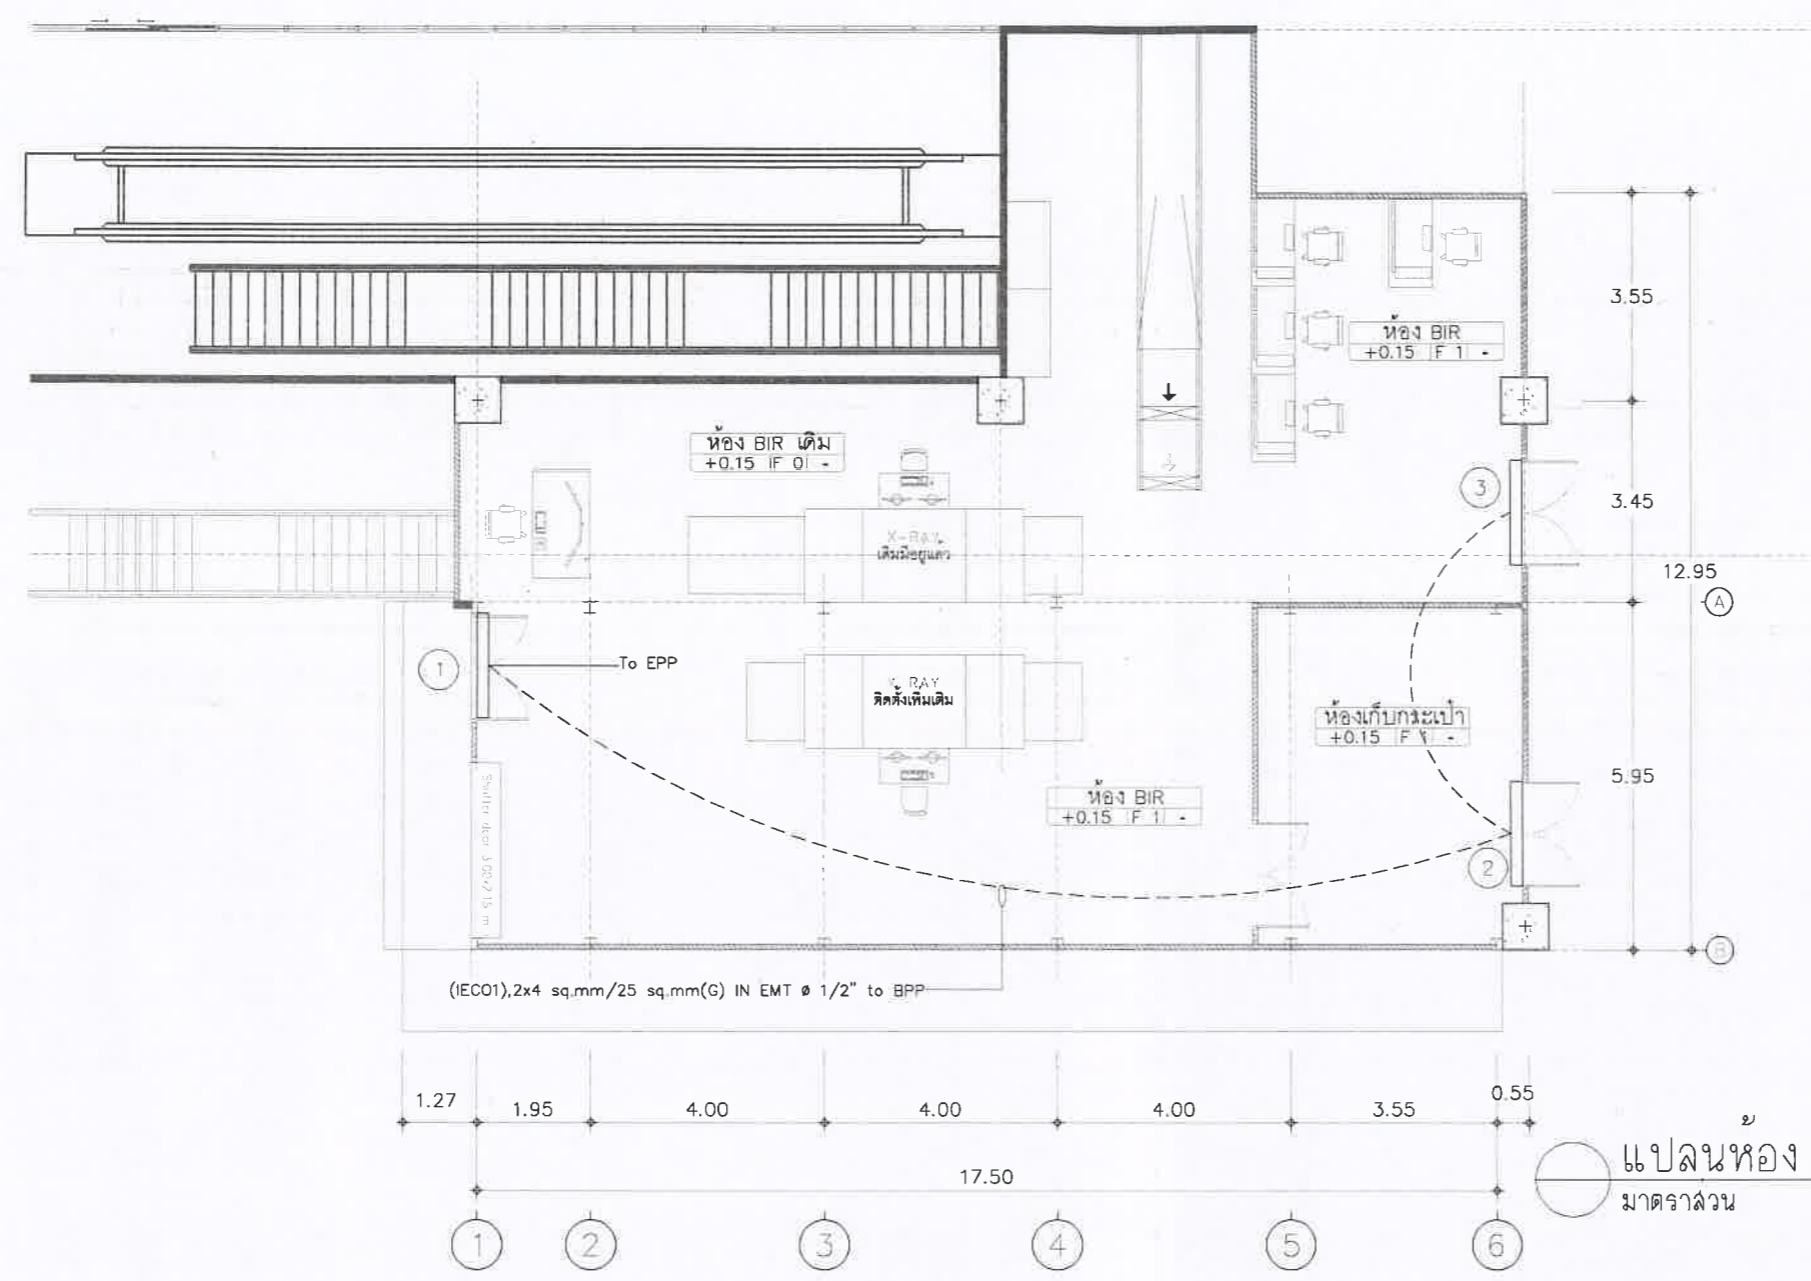 ห้อง BIR
+0.15 F 1 -
3.55
ห้อง BIR เดิม
+0.15 F 0 -
3
3.45
X-RAY
เดิมมีอยู่แล้ว
12.95
A
1
To EPP
X RAY
ติดตั้งเพิ่มเติม
ห้องเก็บกระเป๋า
+0.15 F 1 -
5.95
ห้อง BIR
+0.15 F 1 -
Shutter door 3.00x2.15 m
2
B
(IEC01),2x4 sq.mm/25 sq.mm(G) IN EMT ø 1/2" to BPP
1.27
1.95
4.00
4.00
4.00
3.55
0.55
17.50
แปลนห้อง
มาตราส่วน
1
2
3
4
5
6